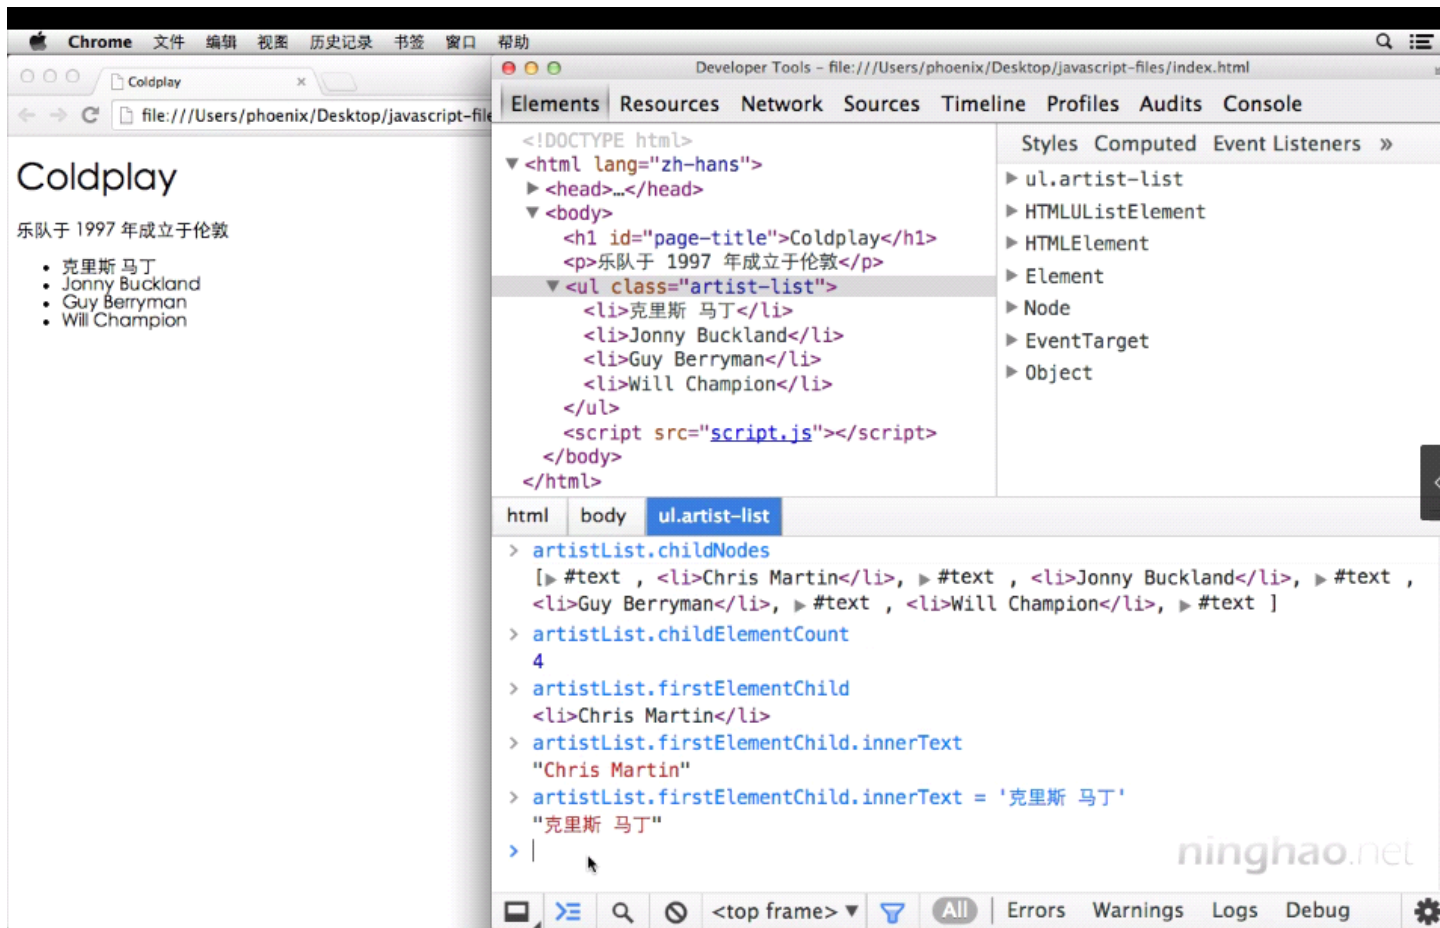 Chrome 文件 编辑 视图 历史记录 书签 窗口 帮助
Coldplay
file:///Users/phoenix/Desktop/javascript-file
Coldplay
乐队于 1997 年成立于伦敦
克里斯 马丁
Jonny Buckland
Guy Berryman
Will Champion
Developer Tools - file:///Users/phoenix/Desktop/javascript-files/index.html
Elements Resources Network Sources Timeline Profiles Audits Console
<!DOCTYPE html>
<html lang="zh-hans">
<head>…</head>
<body>
<h1 id="page-title">Coldplay</h1>
<p>乐队于 1997 年成立于伦敦</p>
<ul class="artist-list">
<li>克里斯 马丁</li>
<li>Jonny Buckland</li>
<li>Guy Berryman</li>
<li>Will Champion</li>
</ul>
<script src="script.js"></script>
</body>
</html>
Styles Computed Event Listeners »
ul.artist-list
HTMLUListElement
HTMLElement
Element
Node
EventTarget
Object
html body ul.artist-list
> artistList.childNodes
[▶ #text , <li>Chris Martin</li>, ▶ #text , <li>Jonny Buckland</li>, ▶ #text ,
<li>Guy Berryman</li>, ▶ #text , <li>Will Champion</li>, ▶ #text ]
> artistList.childElementCount
4
> artistList.firstElementChild
<li>Chris Martin</li>
> artistList.firstElementChild.innerText
"Chris Martin"
> artistList.firstElementChild.innerText = '克里斯 马丁'
"克里斯 马丁"
>
ninghao.net
<top frame> ▼ All Errors Warnings Logs Debug